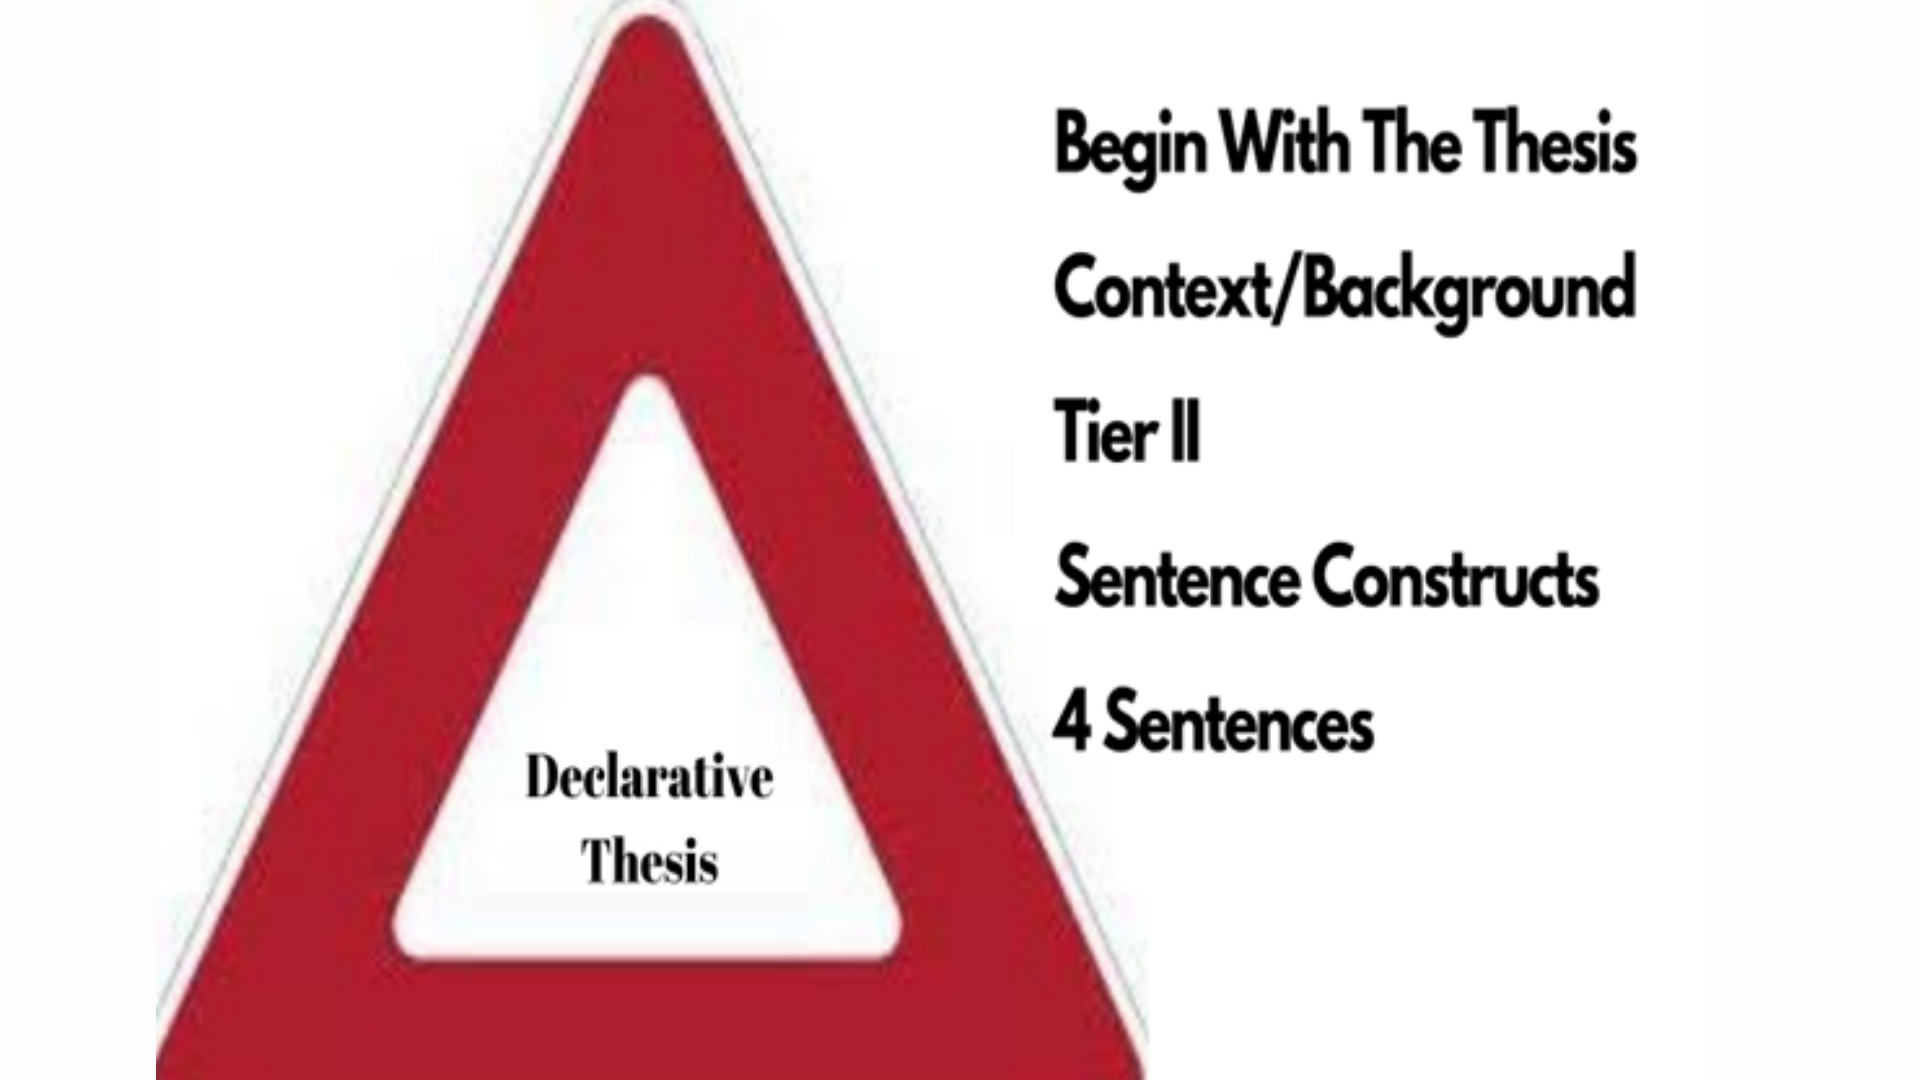 Begin With The Thesis
Context/Background
Tier II
Sentence Constructs
4 Sentences
Declarative
Thesis